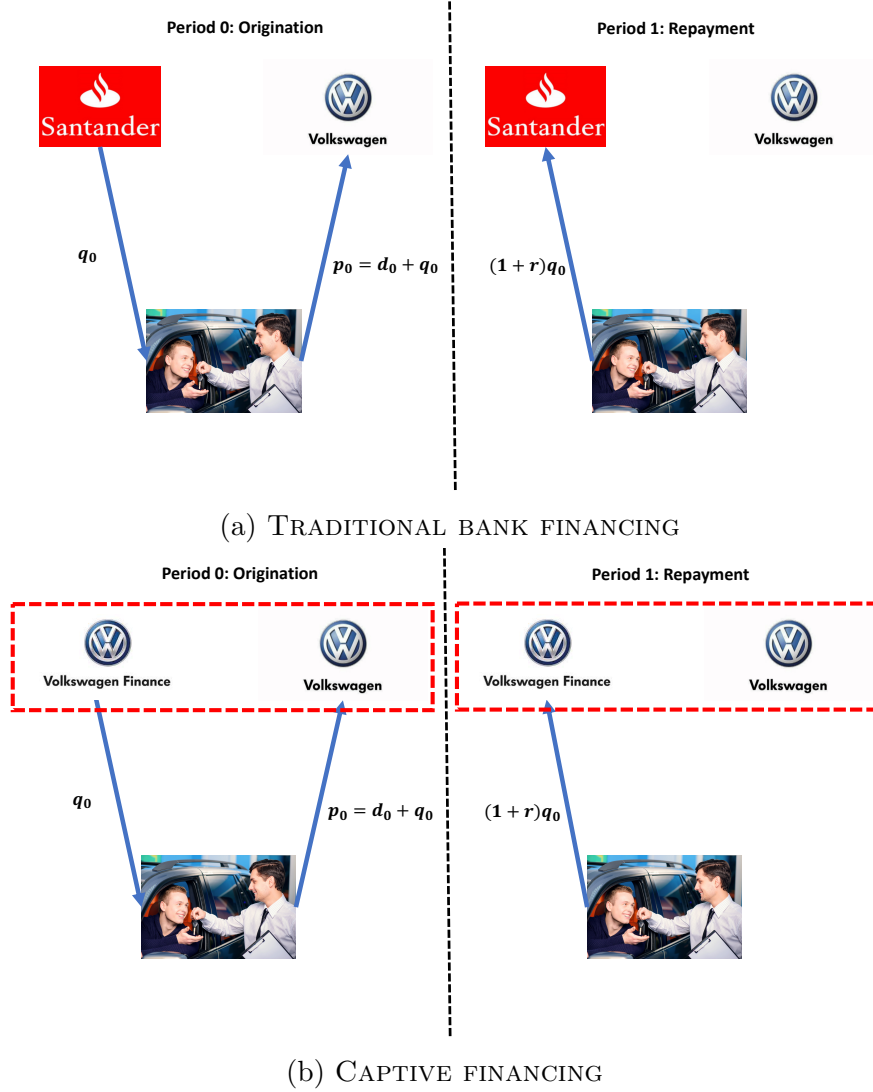 Period 0: Origination
Period 1: Repayment
Santander
Volkswagen
Santander
Volkswagen
q₀
p₀ = d₀ + q₀
(1 + r)q₀
(a) Traditional bank financing
Period 0: Origination
Period 1: Repayment
Volkswagen Finance
Volkswagen
Volkswagen Finance
Volkswagen
q₀
p₀ = d₀ + q₀
(1 + r)q₀
(b) Captive financing